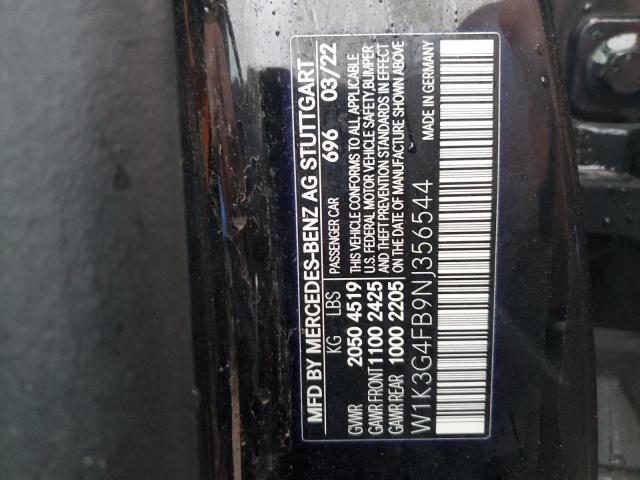 MFD BY MERCEDES-BENZ AG STUTTGART
KG LBS PASSENGER CAR 696 03/22
GVWR 2050 4519 THIS VEHICLE CONFORMS TO ALL APPLICABLE
GAWR FRONT 1100 2425 U.S. FEDERAL MOTOR VEHICLE SAFETY, BUMPER
AND THEFT PREVENTION STANDARDS IN EFFECT
GAWR REAR 1000 2205 ON THE DATE OF MANUFACTURE SHOWN ABOVE
W1K3G4FB9NJ356544 MADE IN GERMANY